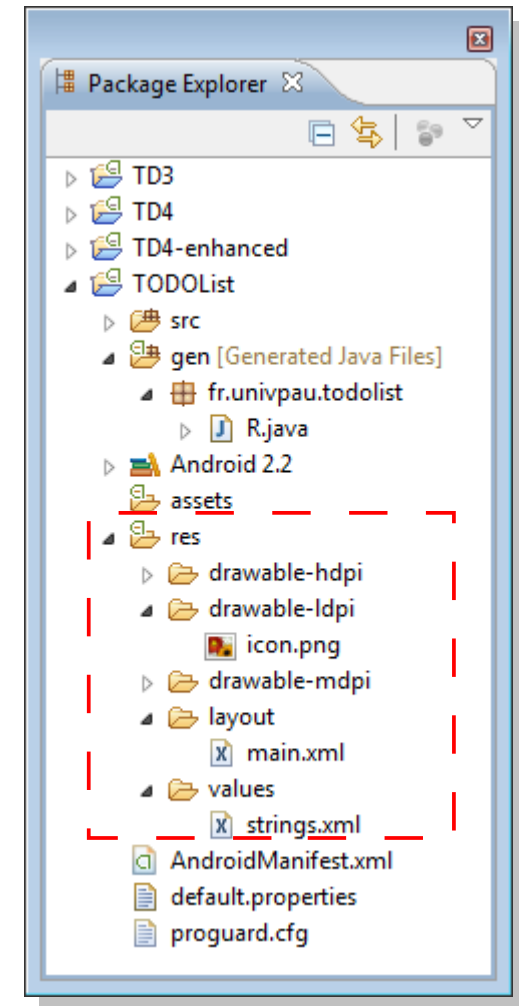 Package Explorer
TD3
TD4
TD4-enhanced
TODOList
src
gen [Generated Java Files]
fr.univpau.todolist
R.java
Android 2.2
assets
res
drawable-hdpi
drawable-ldpi
icon.png
drawable-mdpi
layout
main.xml
values
strings.xml
AndroidManifest.xml
default.properties
proguard.cfg